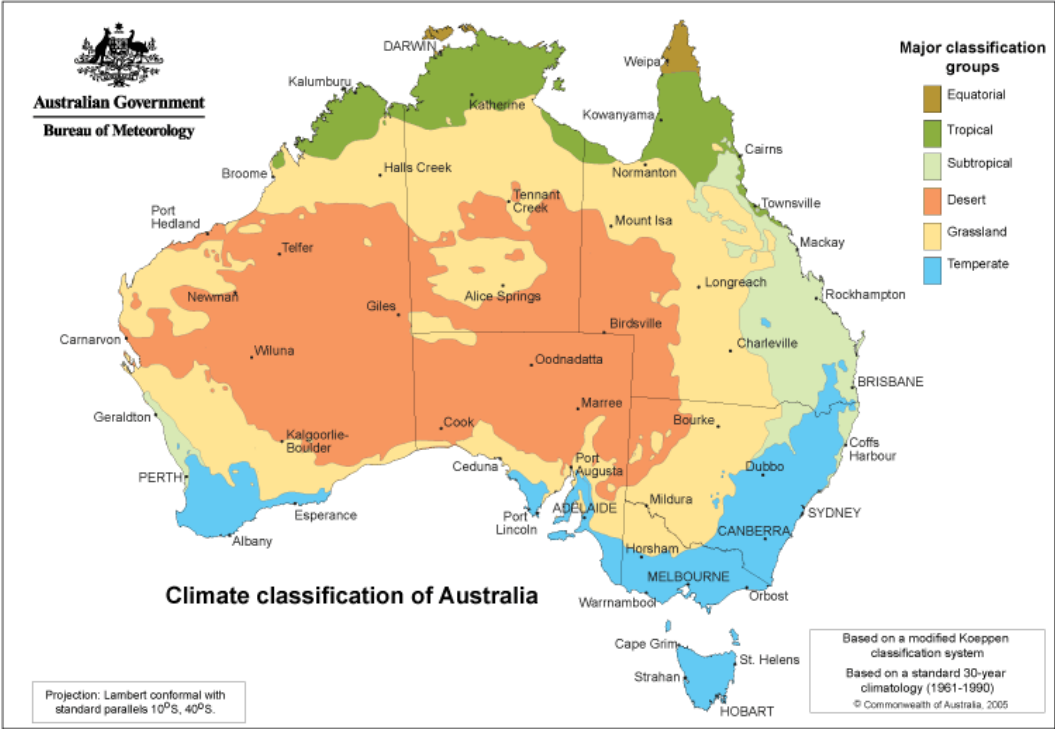 Australian Government
Bureau of Meteorology
Major classification
groups
Equatorial
Tropical
Subtropical
Desert
Grassland
Temperate
DARWIN
Weipa
Kalumburu
Katherine
Kowanyama
Cairns
Halls Creek
Broome
Normanton
Tennant
Creek
Townsville
Port
Hedland
Mount Isa
Mackay
Telfer
Longreach
Newman
Alice Springs
Rockhampton
Giles
Birdsville
Carnarvon
Charleville
Wiluna
Oodnadatta
BRISBANE
Marree
Geraldton
Bourke
Cook
Kalgoorlie-
Boulder
Coffs
Harbour
Ceduna
Port
Augusta
Dubbo
PERTH
Mildura
ADELAIDE
SYDNEY
Esperance
Port
Lincoln
CANBERRA
Albany
Horsham
MELBOURNE
Climate classification of Australia
Warrnambool
Orbost
Cape Grim
St. Helens
Strahan
HOBART
Based on a modified Koeppen
classification system
Based on a standard 30-year
climatology (1961-1990)
© Commonwealth of Australia, 2005
Projection: Lambert conformal with
standard parallels 10ºS, 40ºS.